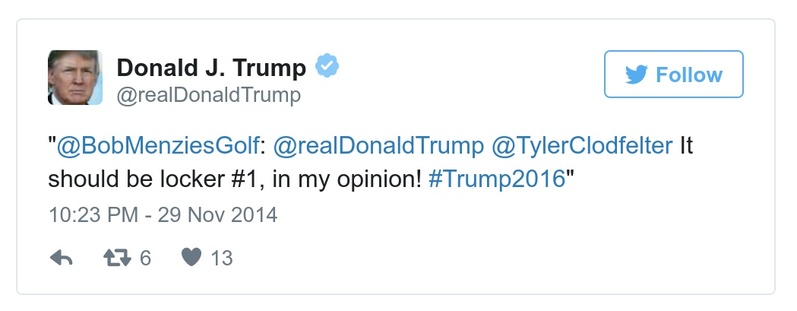 Donald J. Trump
@realDonaldTrump
Follow
"@BobMenziesGolf: @realDonaldTrump @TylerClodfelter It
should be locker #1, in my opinion! #Trump2016"
10:23 PM - 29 Nov 2014
6 13